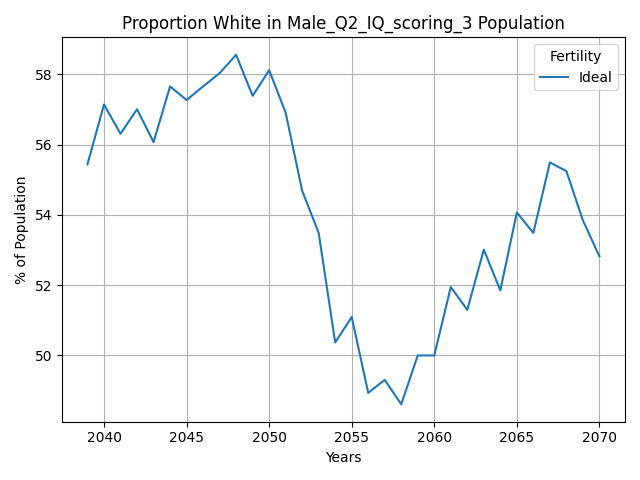 Proportion White in Male_Q2_IQ_scoring_3 Population
Fertility
Ideal
% of Population
58
56
54
52
50
2040 2045 2050 2055 2060 2065 2070
Years